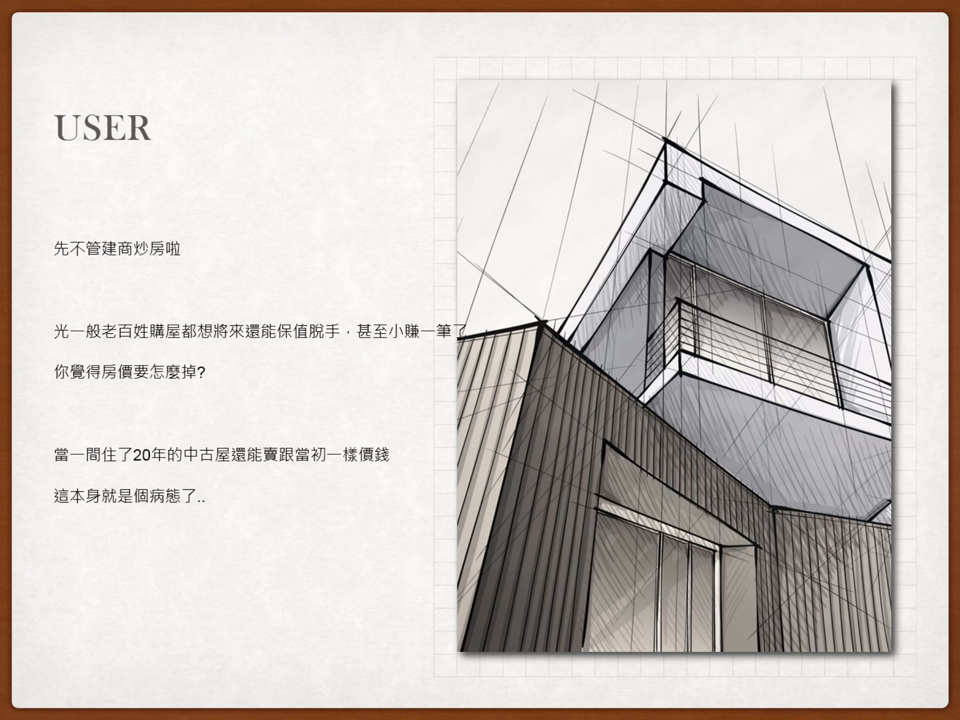 USER
先不管建商炒房啦
光一般老百姓購屋都想將來還能保值脫手，甚至小賺一筆了
你覺得房價要怎麼掉?
當一間住了20年的中古屋還能賣跟當初一樣價錢
這本身就是個病態了..